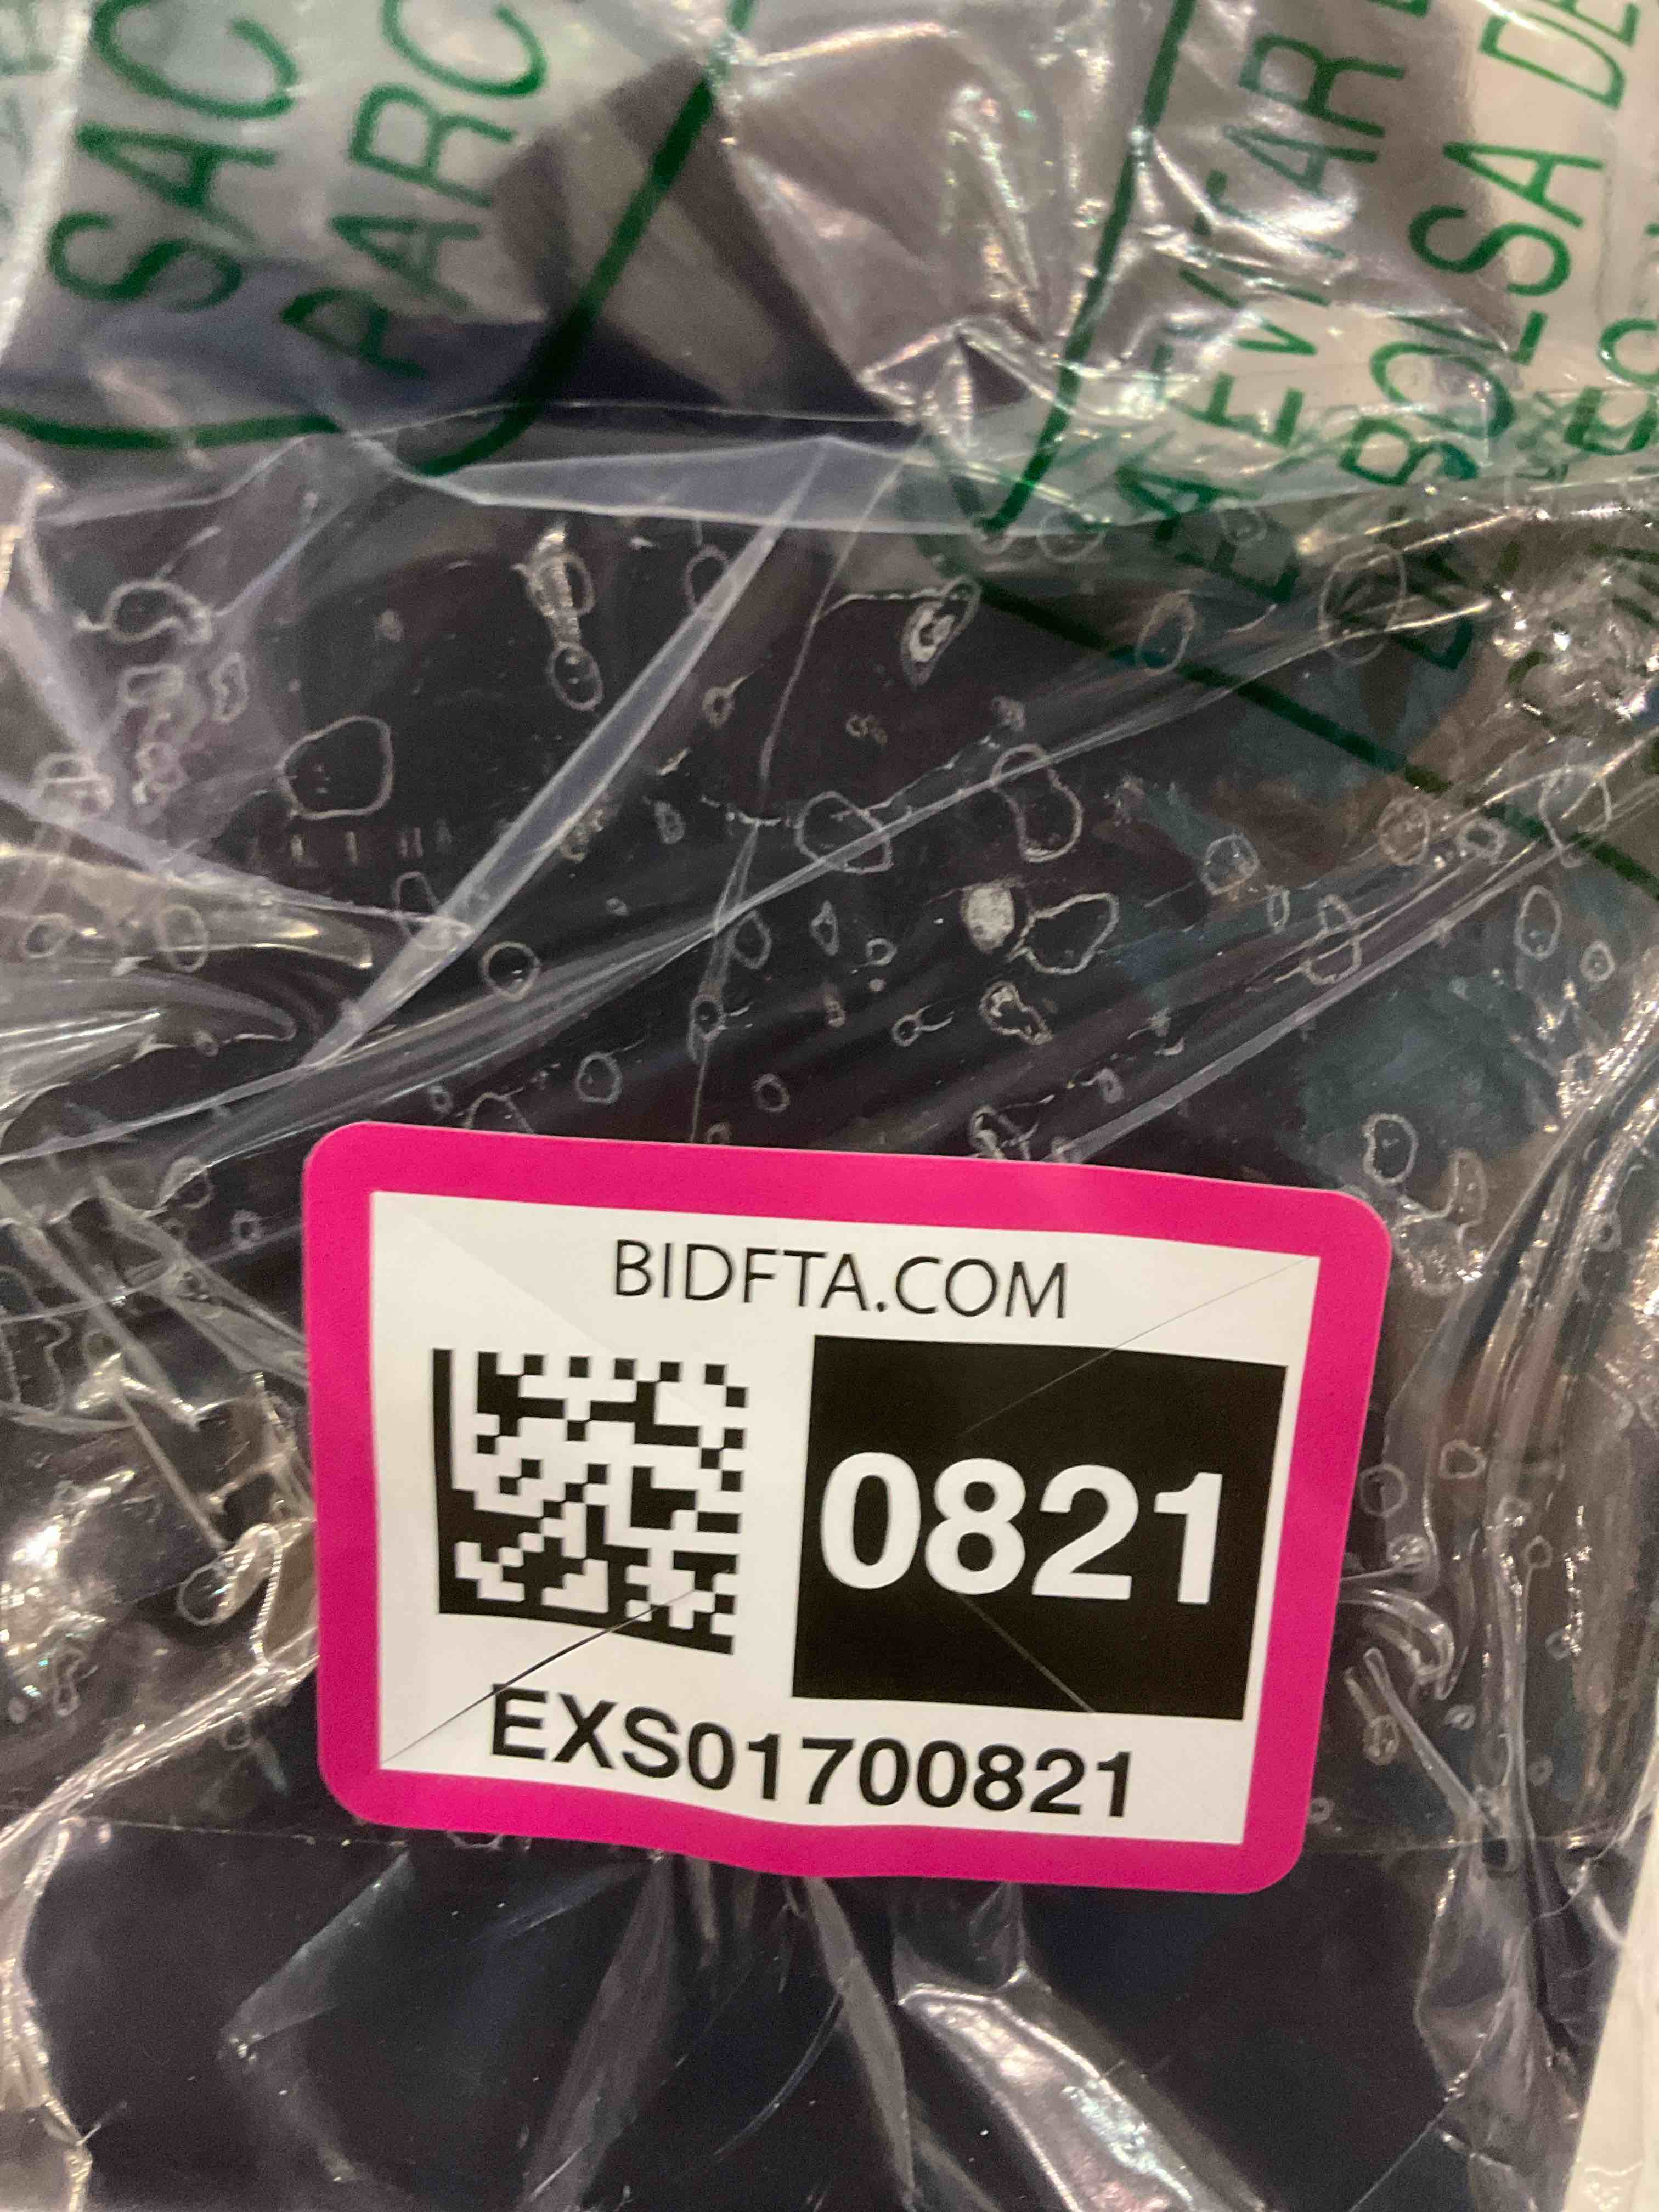 SAC
PARC
EVITAR
BOLSA DE
BIDFTA.COM
0821
EXS01700821